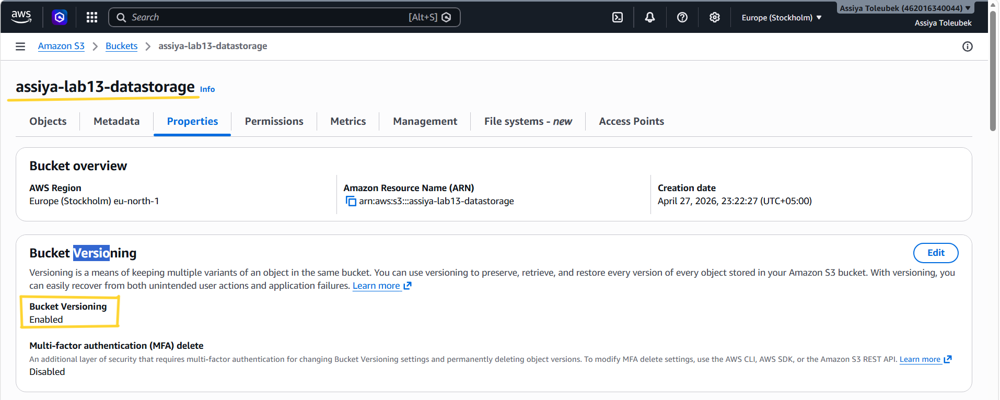 aws
Search [Alt+S]
Europe (Stockholm)
Assiya Toleubek (462016340044)
Assiya Toleubek
Amazon S3 Buckets assiya-lab13-datastorage
assiya-lab13-datastorage Info
Objects Metadata Properties Permissions Metrics Management File systems - new Access Points
Bucket overview
AWS Region
Europe (Stockholm) eu-north-1
Amazon Resource Name (ARN)
arn:aws:s3:::assiya-lab13-datastorage
Creation date
April 27, 2026, 23:22:27 (UTC+05:00)
Bucket Versioning
Edit
Versioning is a means of keeping multiple variants of an object in the same bucket. You can use versioning to preserve, retrieve, and restore every version of every object stored in your Amazon S3 bucket. With versioning, you
can easily recover from both unintended user actions and application failures. Learn more
Bucket Versioning
Enabled
Multi-factor authentication (MFA) delete
An additional layer of security that requires multi-factor authentication for changing Bucket Versioning settings and permanently deleting object versions. To modify MFA delete settings, use the AWS CLI, AWS SDK, or the Amazon S3 REST API. Learn more
Disabled